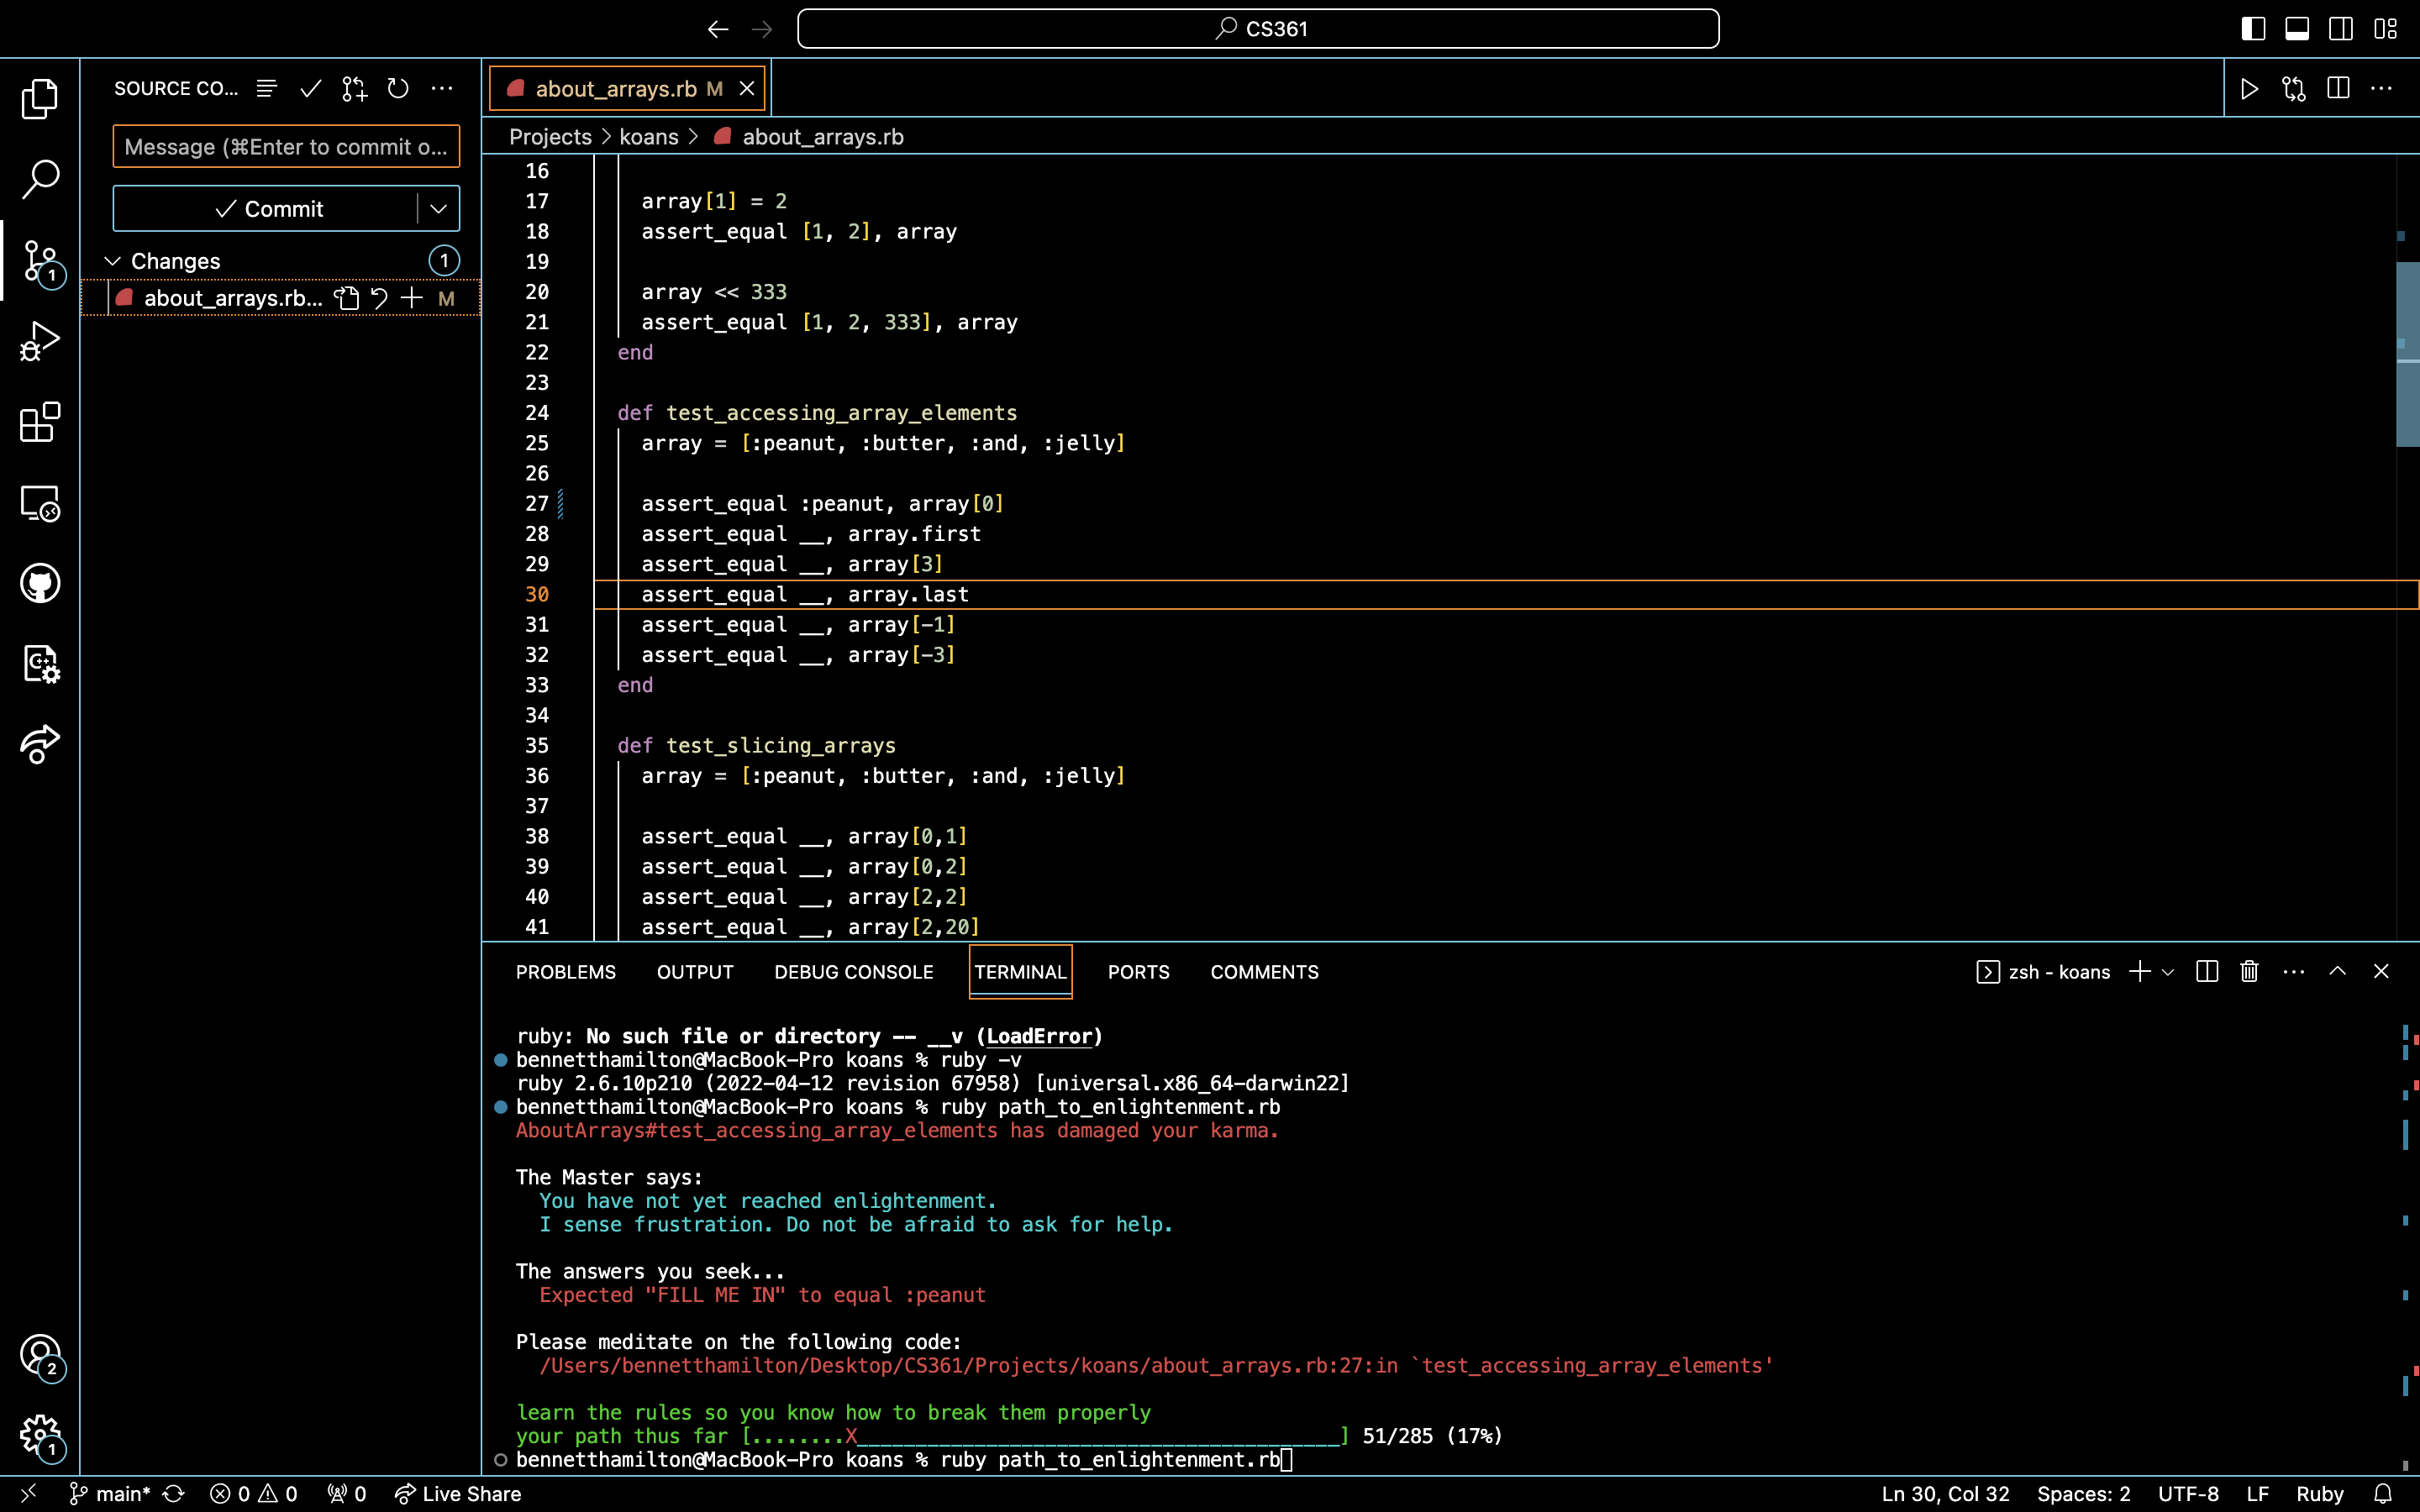 CS361
SOURCE CO...
Message (⌘Enter to commit o...
Commit
Changes 1
about_arrays.rb... M
1
2
1
about_arrays.rb M
Projects > koans > about_arrays.rb
16
17 array[1] = 2
18 assert_equal [1, 2], array
19
20 array << 333
21 assert_equal [1, 2, 333], array
22 end
23
24 def test_accessing_array_elements
25 array = [:peanut, :butter, :and, :jelly]
26
27 assert_equal :peanut, array[0]
28 assert_equal __, array.first
29 assert_equal __, array[3]
30 assert_equal __, array.last
31 assert_equal __, array[-1]
32 assert_equal __, array[-3]
33 end
34
35 def test_slicing_arrays
36 array = [:peanut, :butter, :and, :jelly]
37
38 assert_equal __, array[0,1]
39 assert_equal __, array[0,2]
40 assert_equal __, array[2,2]
41 assert_equal __, array[2,20]
PROBLEMS OUTPUT DEBUG CONSOLE TERMINAL PORTS COMMENTS zsh - koans
ruby: No such file or directory -- __v (LoadError)
bennetthamilton@MacBook-Pro koans % ruby -v
ruby 2.6.10p210 (2022-04-12 revision 67958) [universal.x86_64-darwin22]
bennetthamilton@MacBook-Pro koans % ruby path_to_enlightenment.rb
AboutArrays#test_accessing_array_elements has damaged your karma.
The Master says:
You have not yet reached enlightenment.
I sense frustration. Do not be afraid to ask for help.
The answers you seek...
Expected "FILL ME IN" to equal :peanut
Please meditate on the following code:
/Users/bennetthamilton/Desktop/CS361/Projects/koans/about_arrays.rb:27:in `test_accessing_array_elements'
learn the rules so you know how to break them properly
your path thus far [........X_________________________________________] 51/285 (17%)
bennetthamilton@MacBook-Pro koans % ruby path_to_enlightenment.rb
main* 0 0 0 Live Share Ln 30, Col 32 Spaces: 2 UTF-8 LF Ruby